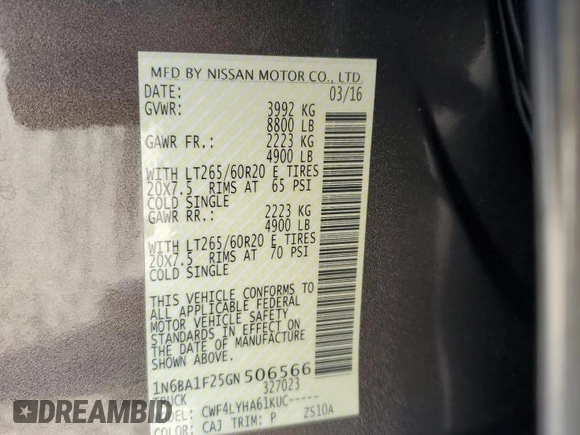 MFD BY NISSAN MOTOR CO., LTD.
DATE: 03/16
GVWR: 3992 KG
8800 LB
GAWR FR.: 2223 KG
4900 LB
WITH LT265/60R20 E TIRES
20X7.5 RIMS AT 65 PSI
COLD SINGLE
GAWR RR.: 2223 KG
4900 LB
WITH LT265/60R20 E TIRES
20X7.5 RIMS AT 70 PSI
COLD SINGLE
THIS VEHICLE CONFORMS TO
ALL APPLICABLE FEDERAL
MOTOR VEHICLE SAFETY
STANDARDS IN EFFECT ON
THE DATE OF MANUFACTURE
SHOWN ABOVE.
1N6BA1F25GN506566
TRUCK 327023
MODEL: CWF4LYHA61KUC-----
COLOR: CAJ TRIM: P ZS10A
AUTOHELPERBOT.COM